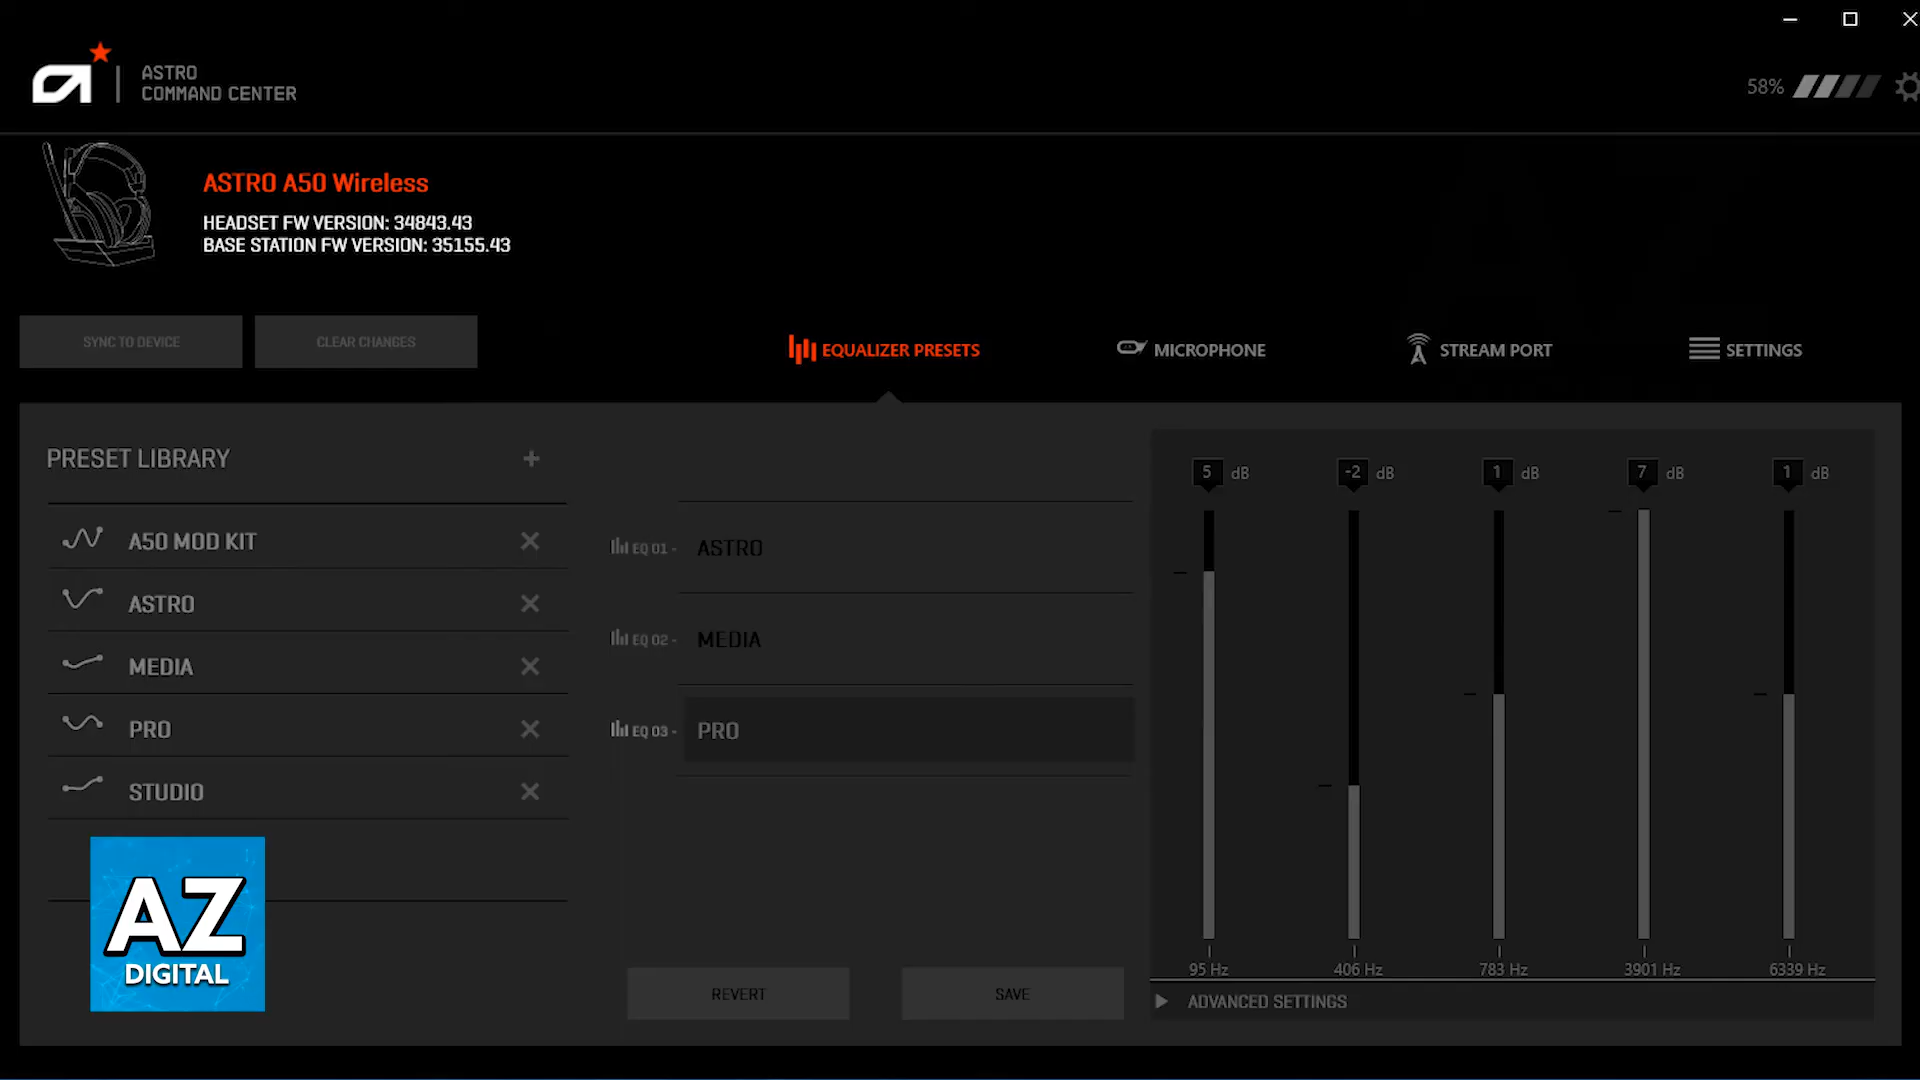 ASTRO
COMMAND CENTER
58%
ASTRO A50 Wireless
HEADSET FW VERSION: 34843.43
BASE STATION FW VERSION: 35155.43
SYNC TO DEVICE
CLEAR CHANGES
EQUALIZER PRESETS
MICROPHONE
STREAM PORT
SETTINGS
PRESET LIBRARY
A50 MOD KIT
ASTRO
MEDIA
PRO
STUDIO
EQ 01 - ASTRO
EQ 02 - MEDIA
EQ 03 - PRO
REVERT
SAVE
5 dB
-2 dB
1 dB
7 dB
1 dB
95 Hz
406 Hz
783 Hz
3901 Hz
6339 Hz
ADVANCED SETTINGS
AZ
DIGITAL